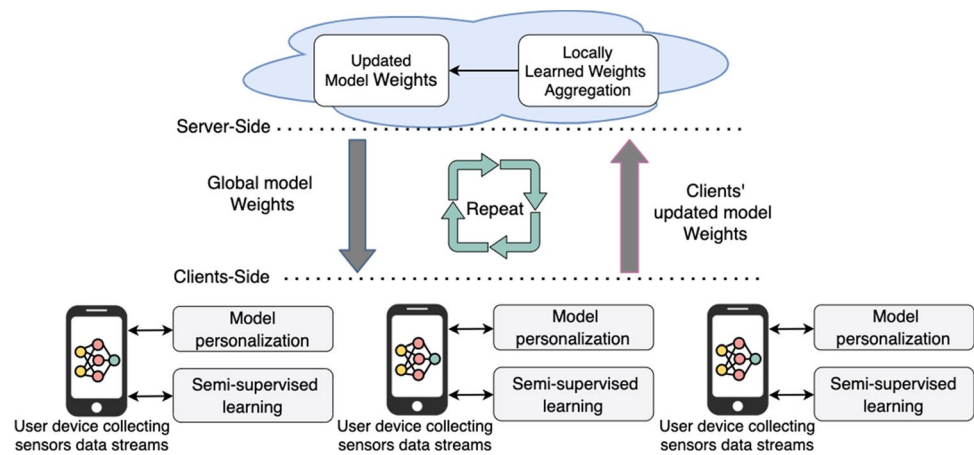 Updated
Model Weights
Locally
Learned Weights
Aggregation
Server-Side
Global model
Weights
Repeat
Clients'
updated model
Weights
Clients-Side
Model
personalization
Semi-supervised
learning
User device collecting
sensors data streams
Model
personalization
Semi-supervised
learning
User device collecting
sensors data streams
Model
personalization
Semi-supervised
learning
User device collecting
sensors data streams